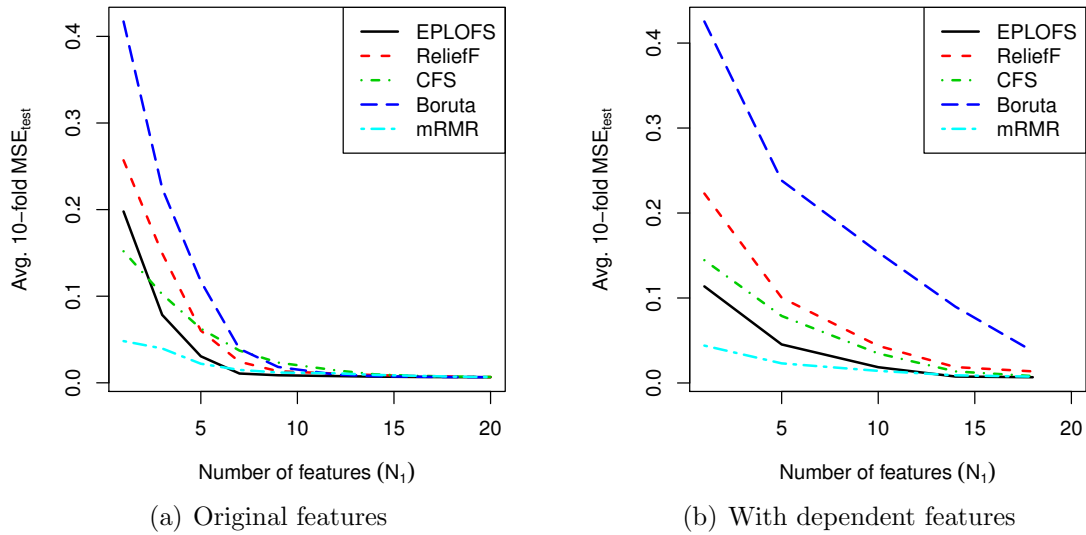 Avg. 10−fold MSEtest
0.0
0.1
0.2
0.3
0.4
5
10
15
20
Number of features (N1)
EPLOFS
ReliefF
CFS
Boruta
mRMR
(a) Original features
Avg. 10−fold MSEtest
0.0
0.1
0.2
0.3
0.4
5
10
15
20
Number of features (N1)
EPLOFS
ReliefF
CFS
Boruta
mRMR
(b) With dependent features